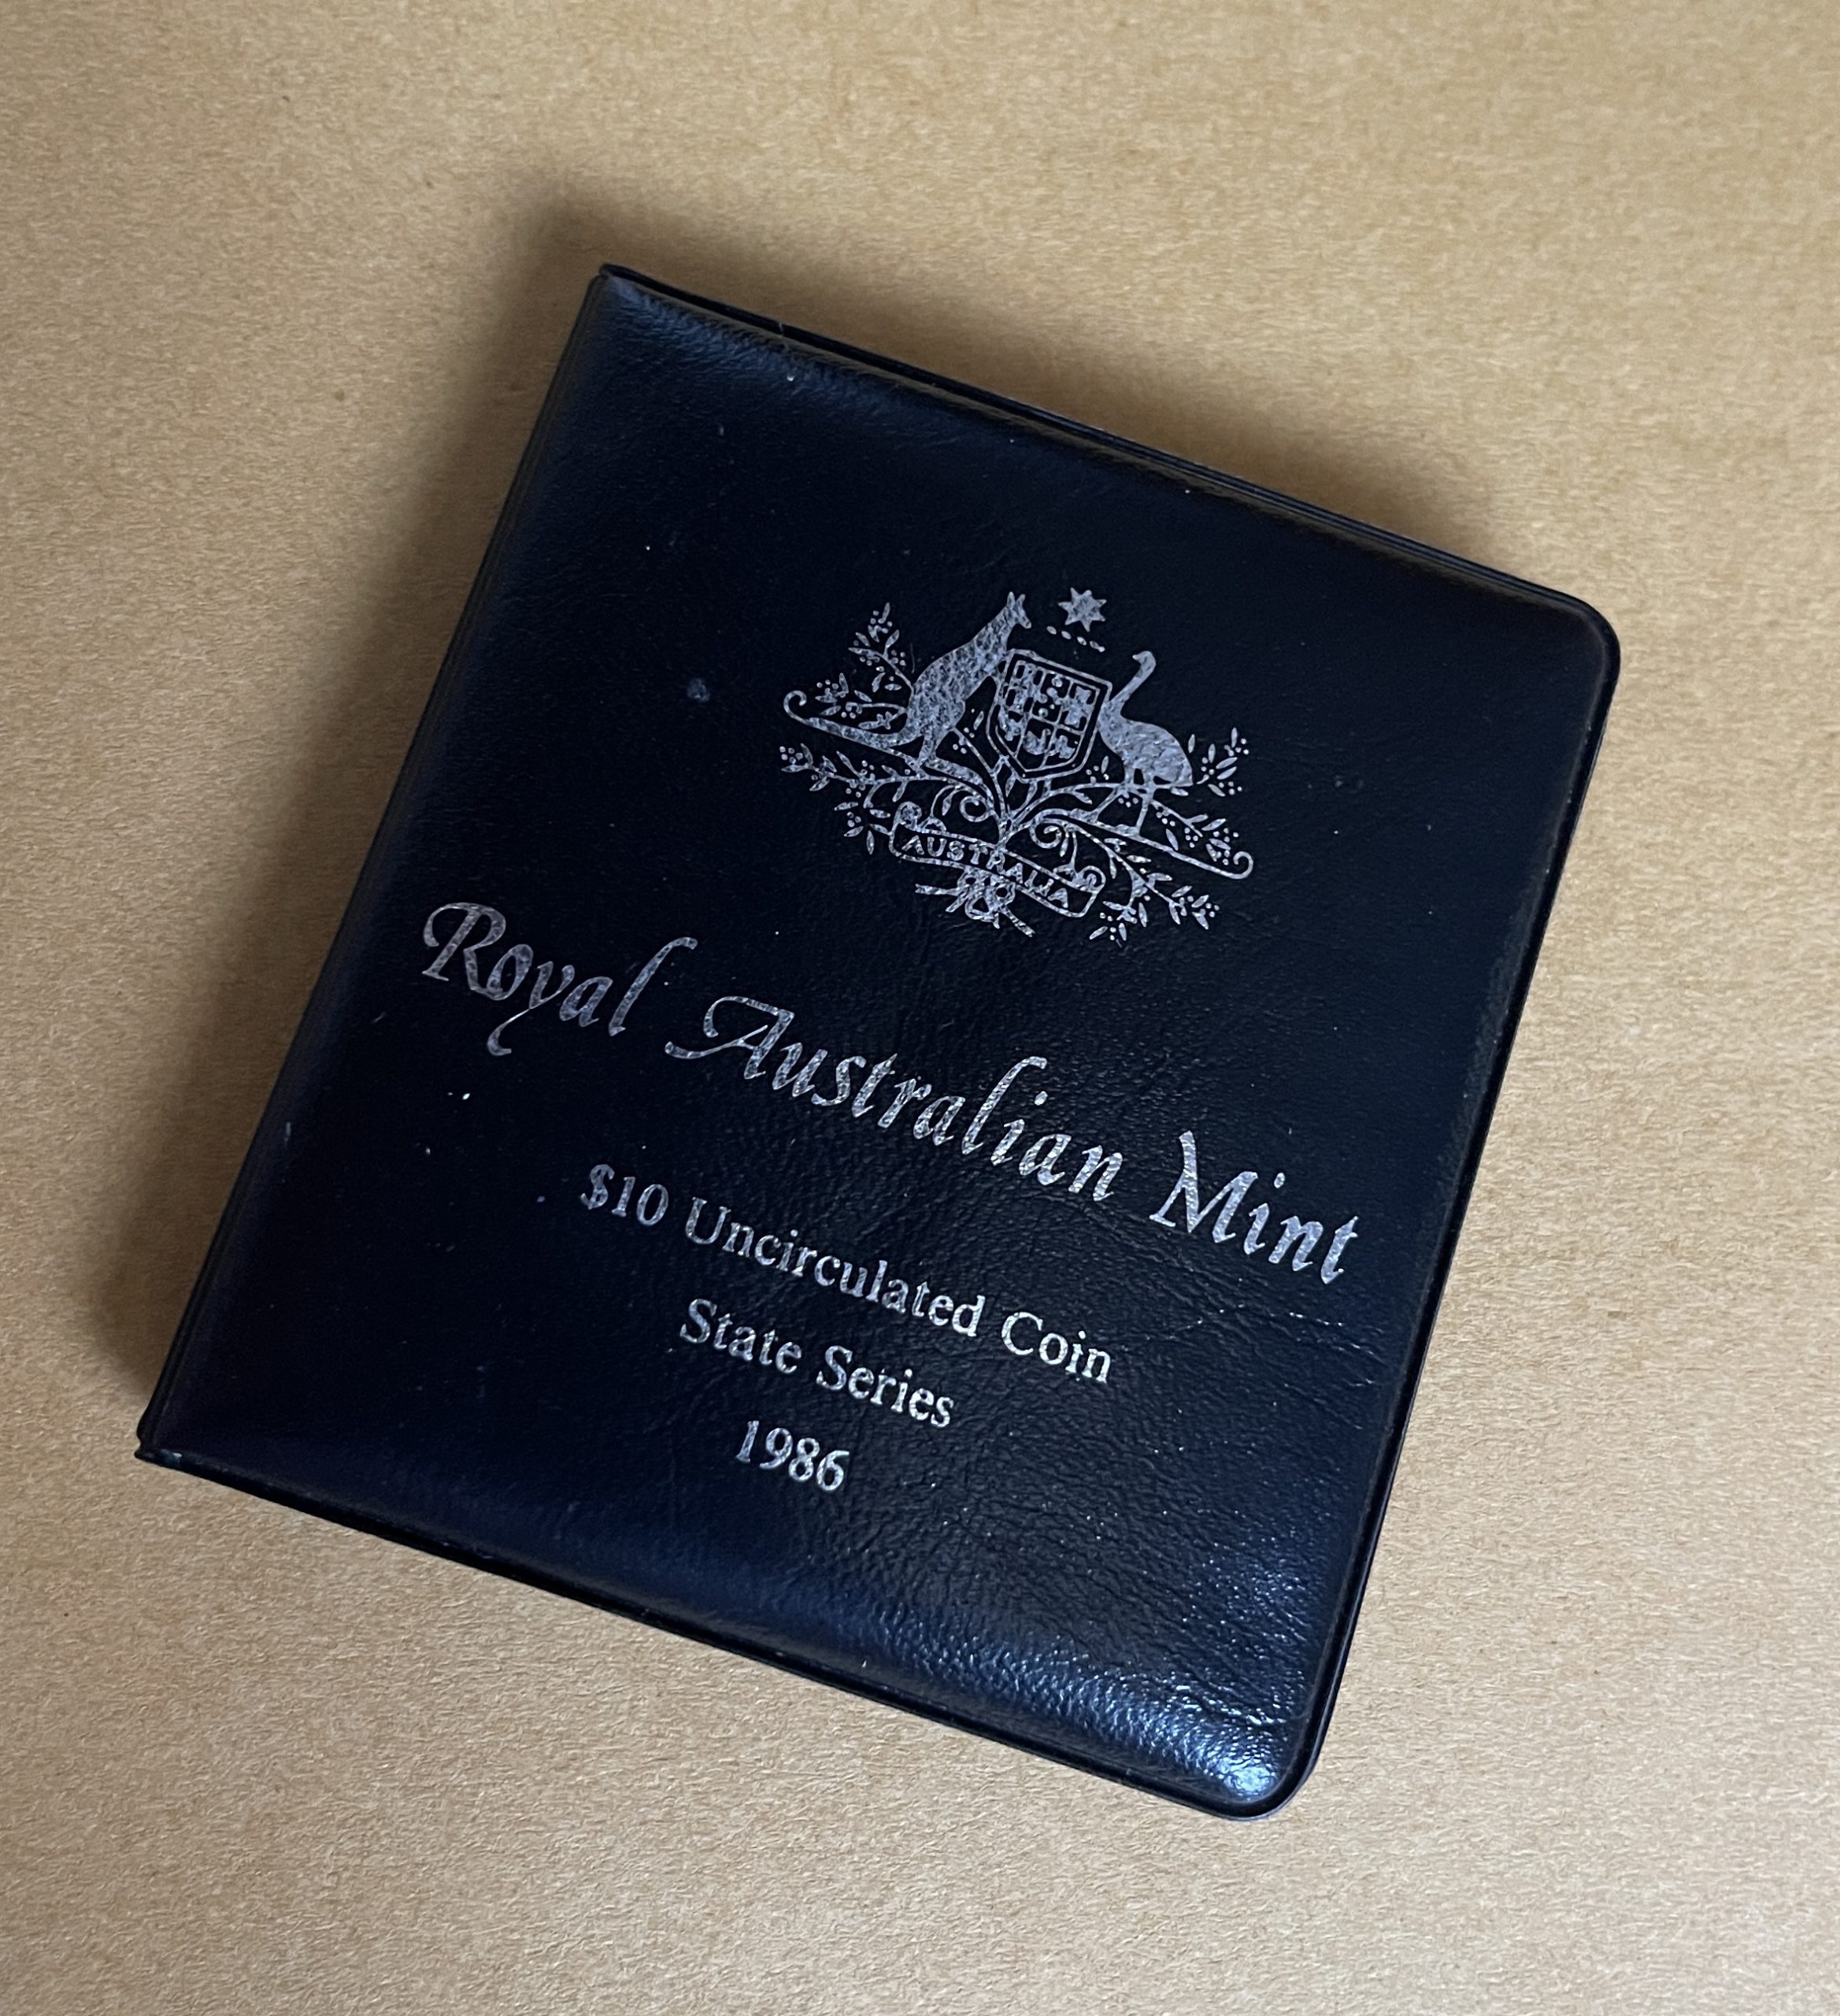 AUSTRALIA
Royal Australian Mint
$10 Uncirculated Coin
State Series
1986